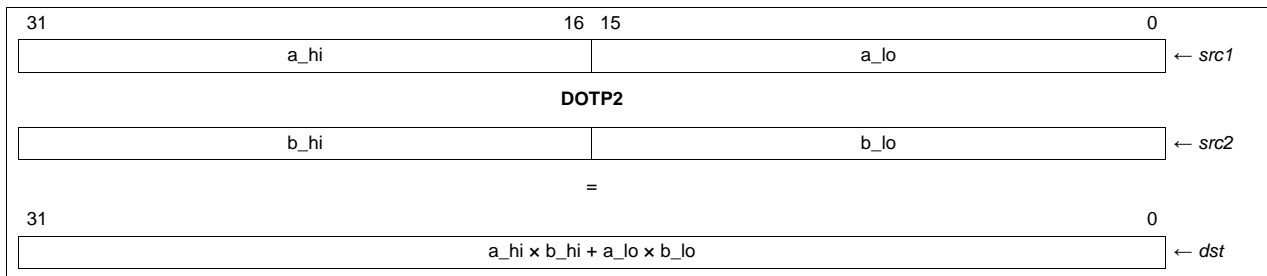 31 16 15 0
a_hi a_lo ← src1
DOTP2
b_hi b_lo ← src2
=
31 0
a_hi × b_hi + a_lo × b_lo ← dst